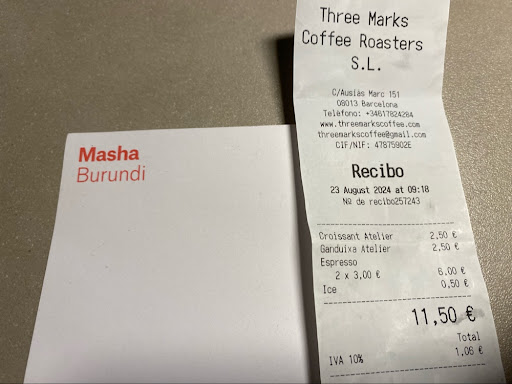 Masha
Burundi
Three Marks
Coffee Roasters
S.L.
C/Ausiàs Marc 151
08013 Barcelona
Teléfono: +34617824284
www.threemarkscoffee.com
threemarkscoffee@gmail.com
CIF/NIF: 47875902E
Recibo
23 August 2024 at 09:18
Nº de recibo257243
Croissant Atelier 2,50 €
Ganduixa Atelier 2,50 €
Espresso
2 x 3,00 € 6,00 €
Ice 0,50 €
11,50 €
Total
IVA 10% 1,06 €